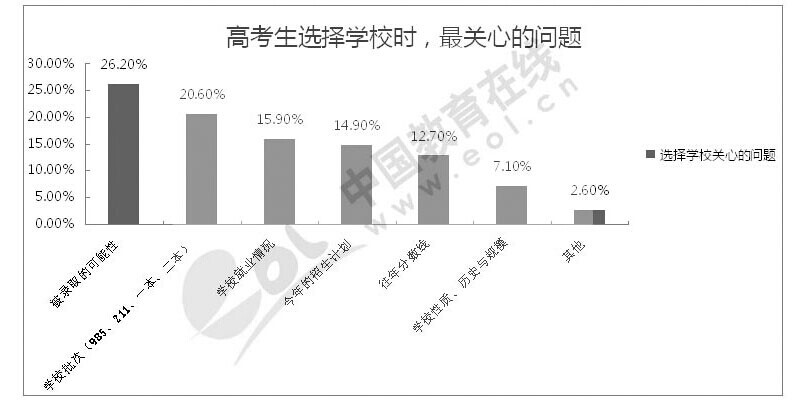 高考生选择学校时，最关心的问题
30.00%
25.00%
20.00%
15.00%
10.00%
5.00%
0.00%
26.20%
20.60%
15.90%
14.90%
12.70%
7.10%
2.60%
被录取的可能性
学校批次（985、211、一本、二本）
学校就业情况
今年的招生计划
往年分数线
学校性质、历史与规模
其他
选择学校关心的问题
eol 中国教育在线
www.eol.cn